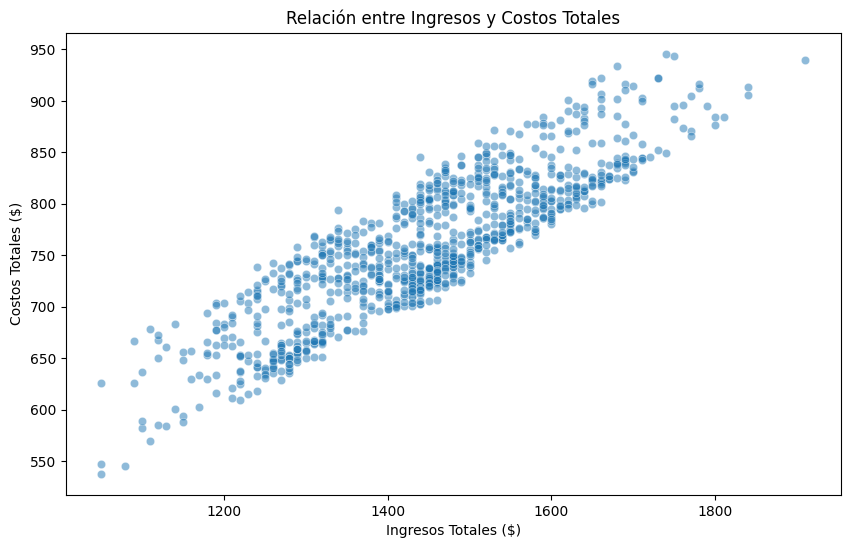 Relación entre Ingresos y Costos Totales
Costos Totales ($)
950
900
850
800
750
700
650
600
550
1200 1400 1600 1800
Ingresos Totales ($)